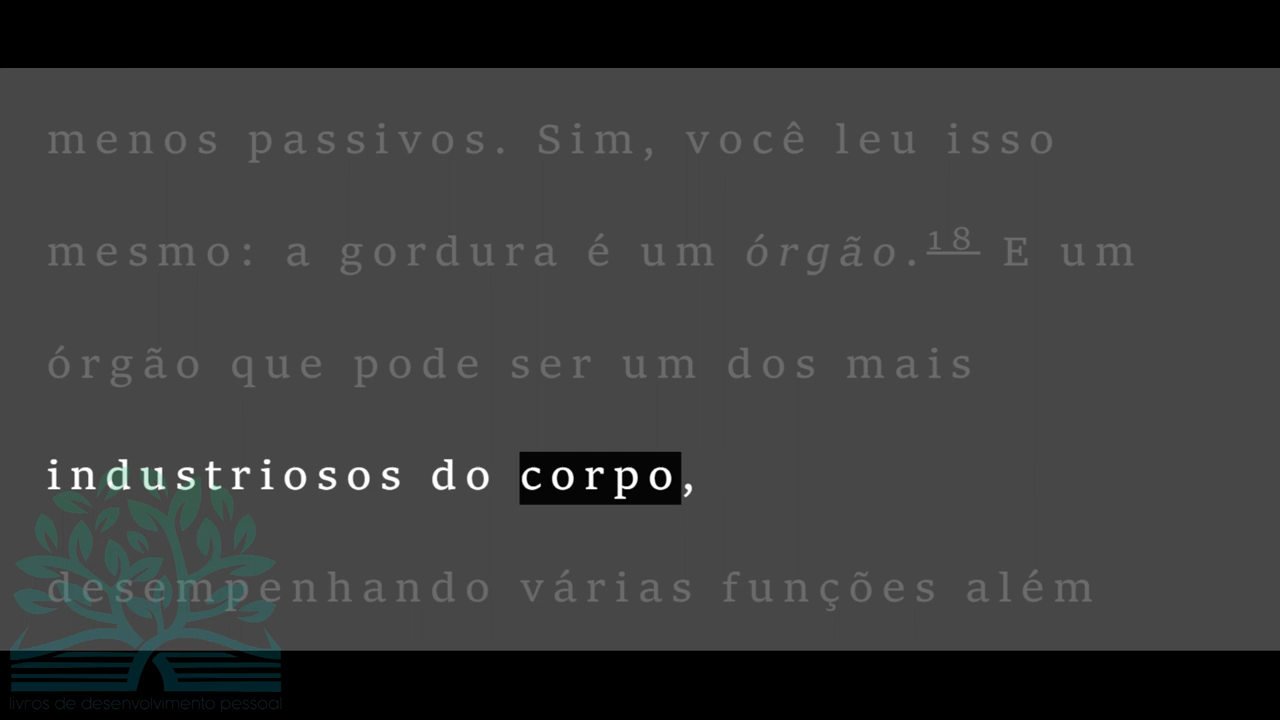 menos passivos. Sim, você leu isso
mesmo: a gordura é um órgão.18 E um
órgão que pode ser um dos mais
industriosos do corpo,
desempenhando várias funções além
livros de desenvolvimento pessoal